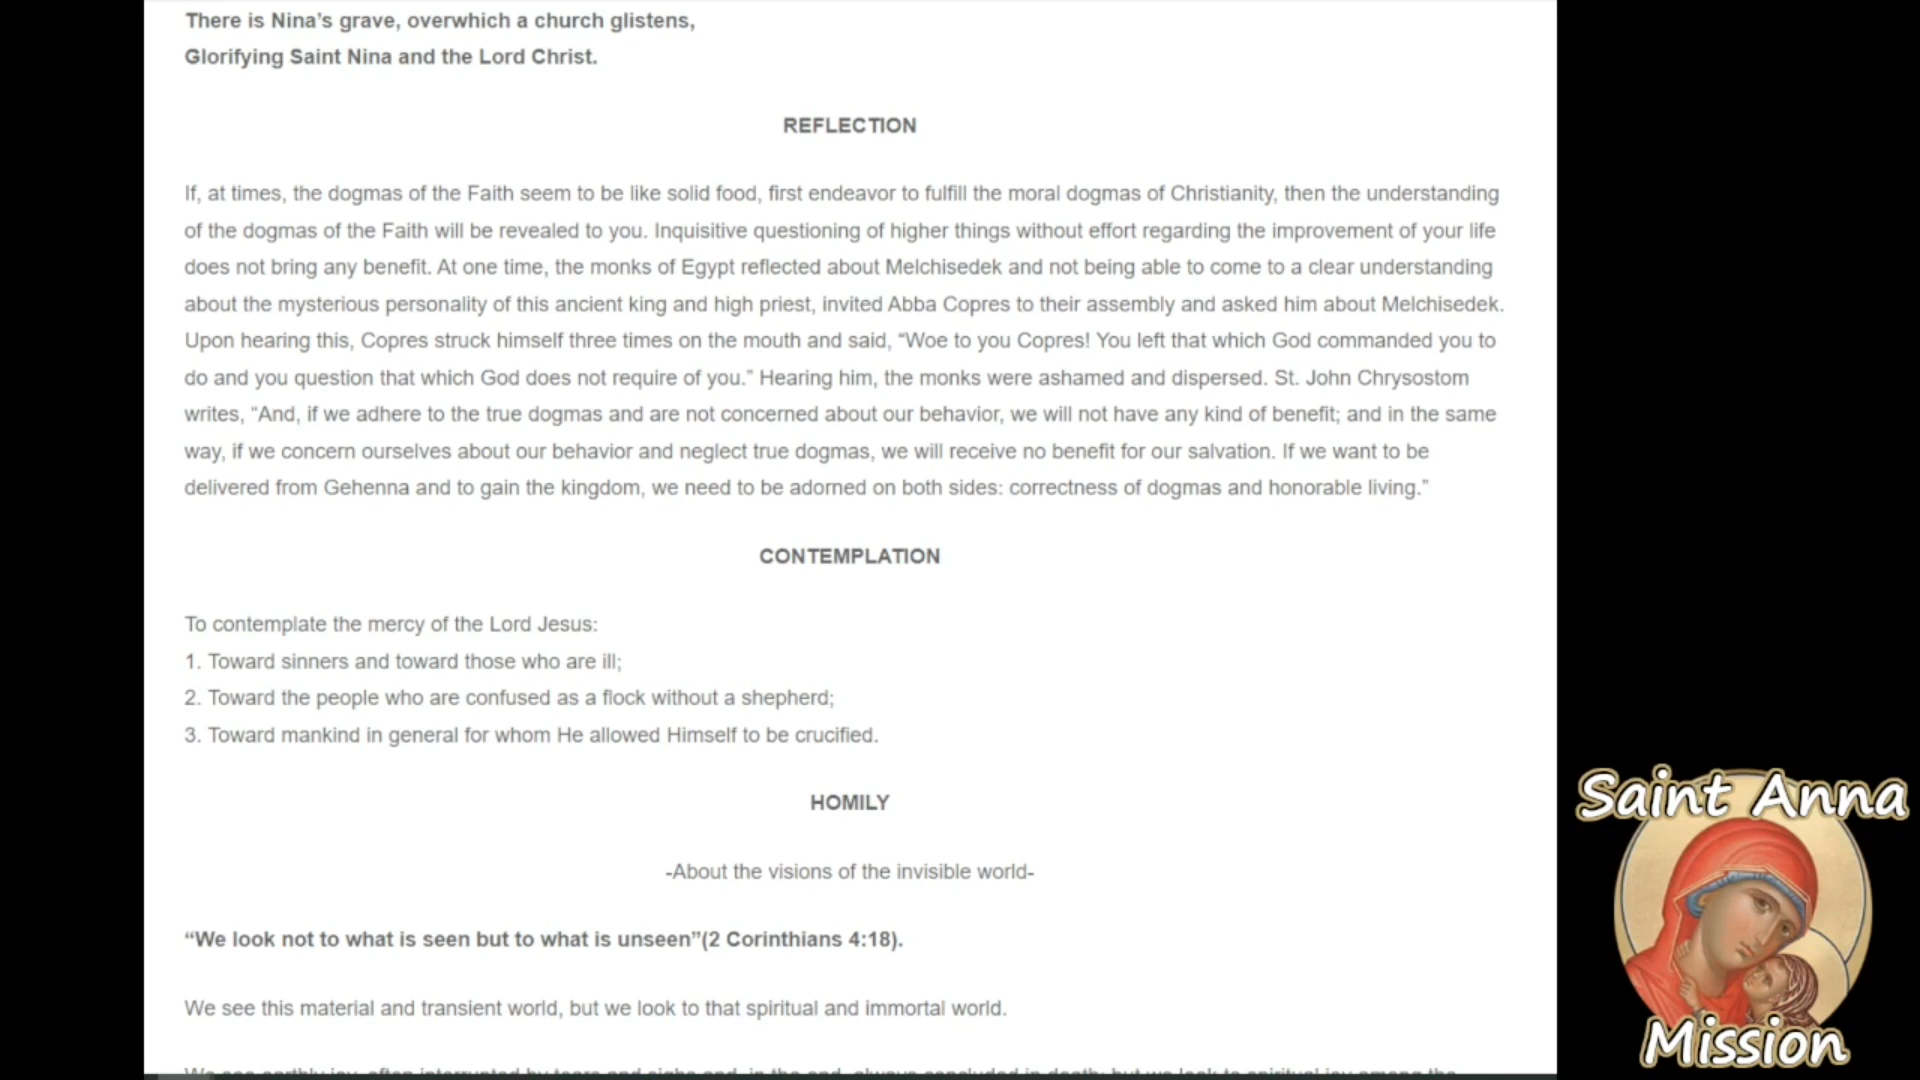 There is Nina’s grave, overwhich a church glistens,
Glorifying Saint Nina and the Lord Christ.
REFLECTION
If, at times, the dogmas of the Faith seem to be like solid food, first endeavor to fulfill the moral dogmas of Christianity, then the understanding
of the dogmas of the Faith will be revealed to you. Inquisitive questioning of higher things without effort regarding the improvement of your life
does not bring any benefit. At one time, the monks of Egypt reflected about Melchisedek and not being able to come to a clear understanding
about the mysterious personality of this ancient king and high priest, invited Abba Copres to their assembly and asked him about Melchisedek.
Upon hearing this, Copres struck himself three times on the mouth and said, “Woe to you Copres! You left that which God commanded you to
do and you question that which God does not require of you.” Hearing him, the monks were ashamed and dispersed. St. John Chrysostom
writes, “And, if we adhere to the true dogmas and are not concerned about our behavior, we will not have any kind of benefit; and in the same
way, if we concern ourselves about our behavior and neglect true dogmas, we will receive no benefit for our salvation. If we want to be
delivered from Gehenna and to gain the kingdom, we need to be adorned on both sides: correctness of dogmas and honorable living.”
CONTEMPLATION
To contemplate the mercy of the Lord Jesus:
1. Toward sinners and toward those who are ill;
2. Toward the people who are confused as a flock without a shepherd;
3. Toward mankind in general for whom He allowed Himself to be crucified.
HOMILY
-About the visions of the invisible world-
“We look not to what is seen but to what is unseen”(2 Corinthians 4:18).
We see this material and transient world, but we look to that spiritual and immortal world.
Saint Anna
Mission